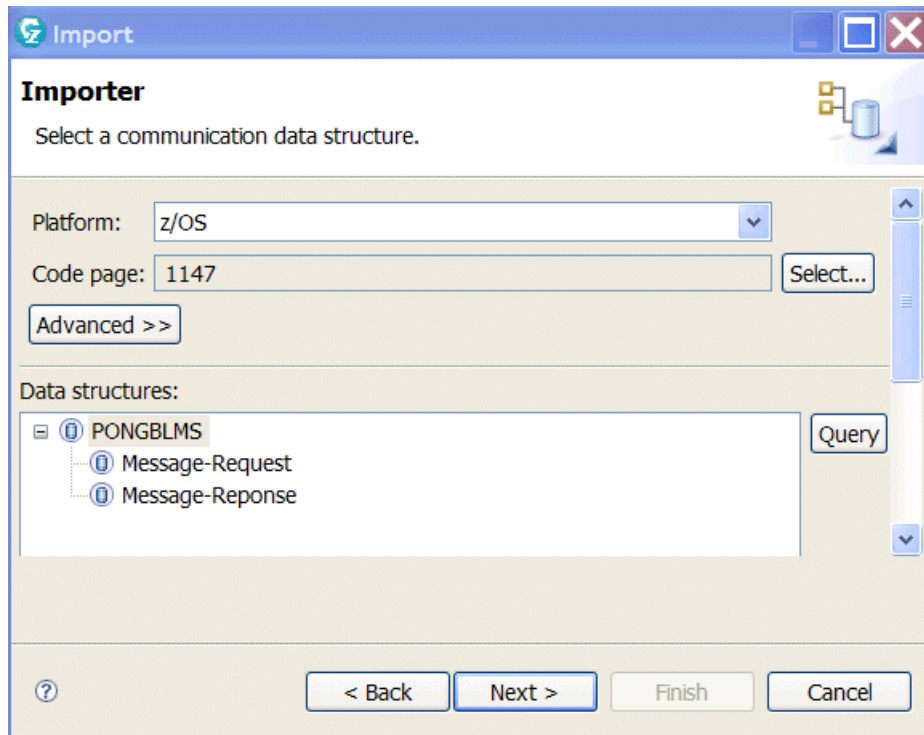 Import
Importer
Select a communication data structure.
Platform: z/OS
Code page: 1147 Select...
Advanced >>
Data structures:
PONGBLMS Query
Message-Request
Message-Reponse
? < Back Next > Finish Cancel